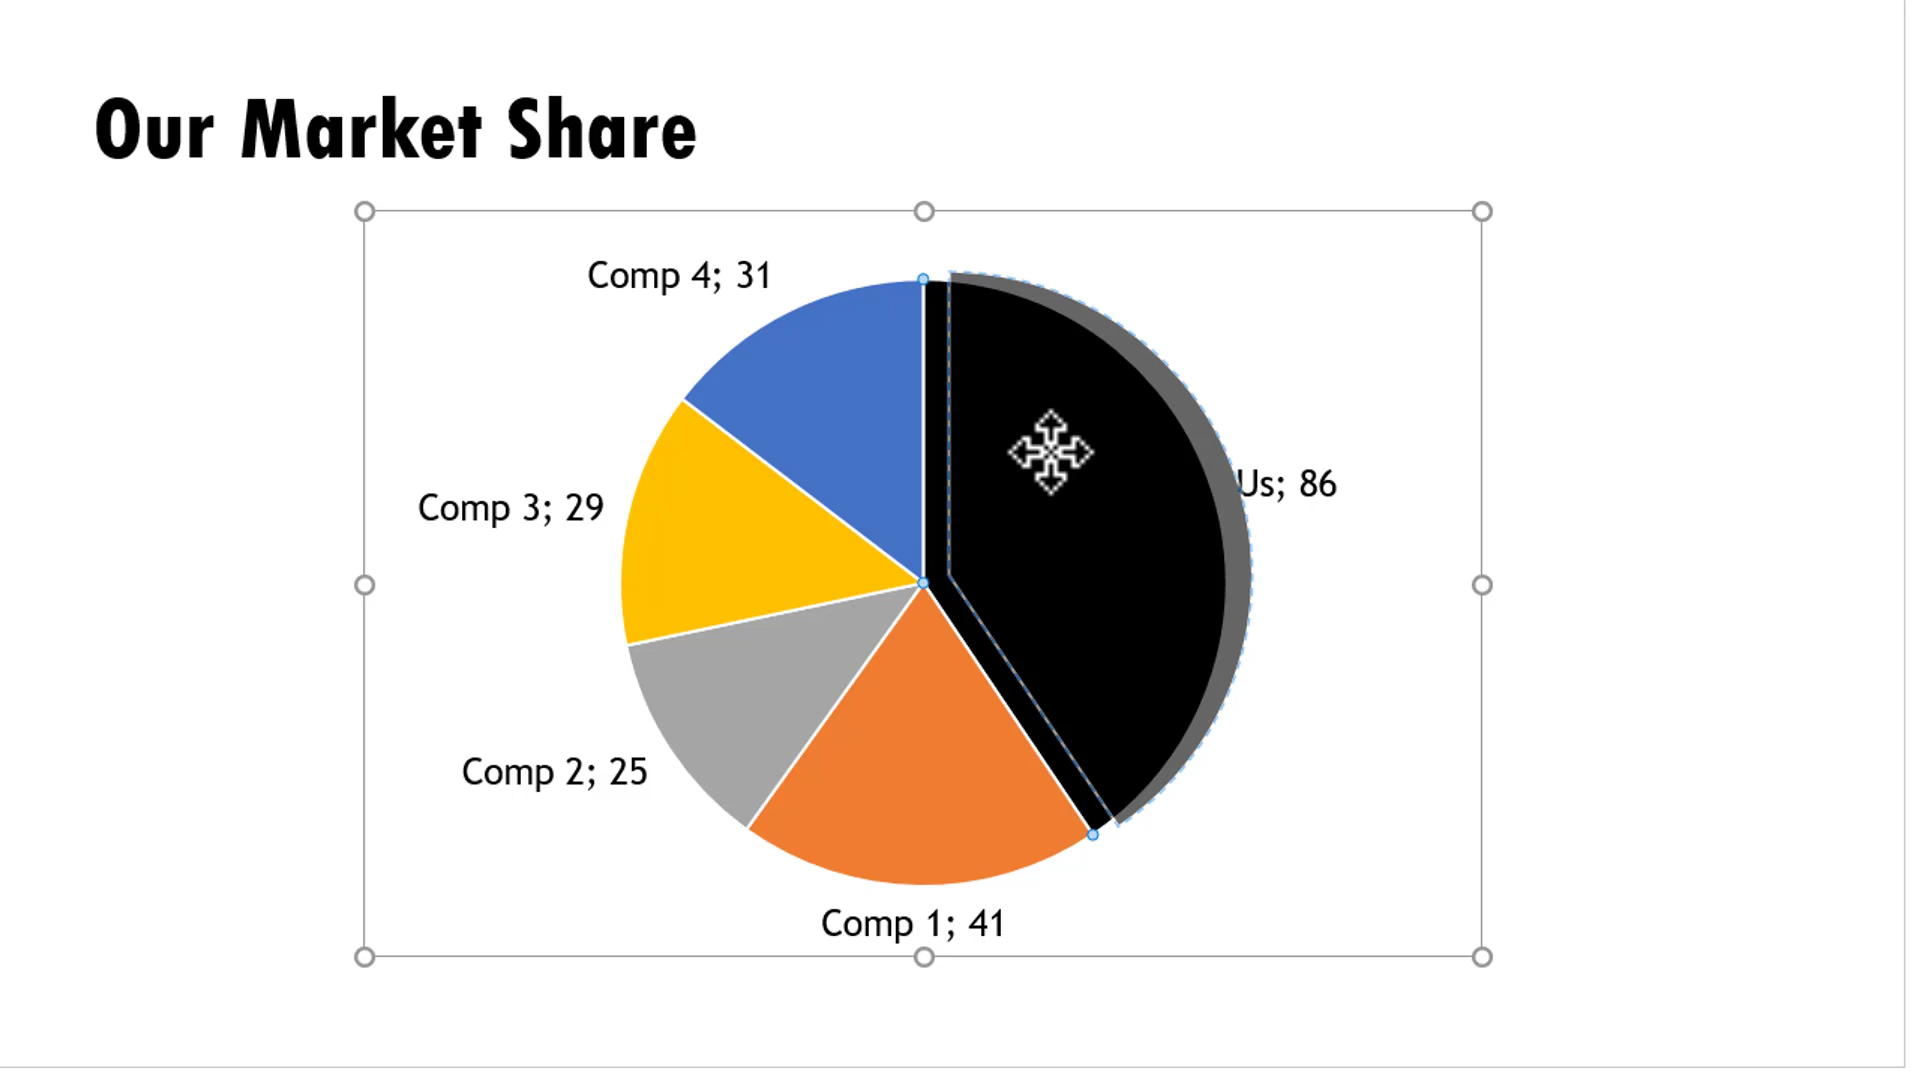 Our Market Share
Comp 4; 31
Us; 86
Comp 3; 29
Comp 2; 25
Comp 1; 41